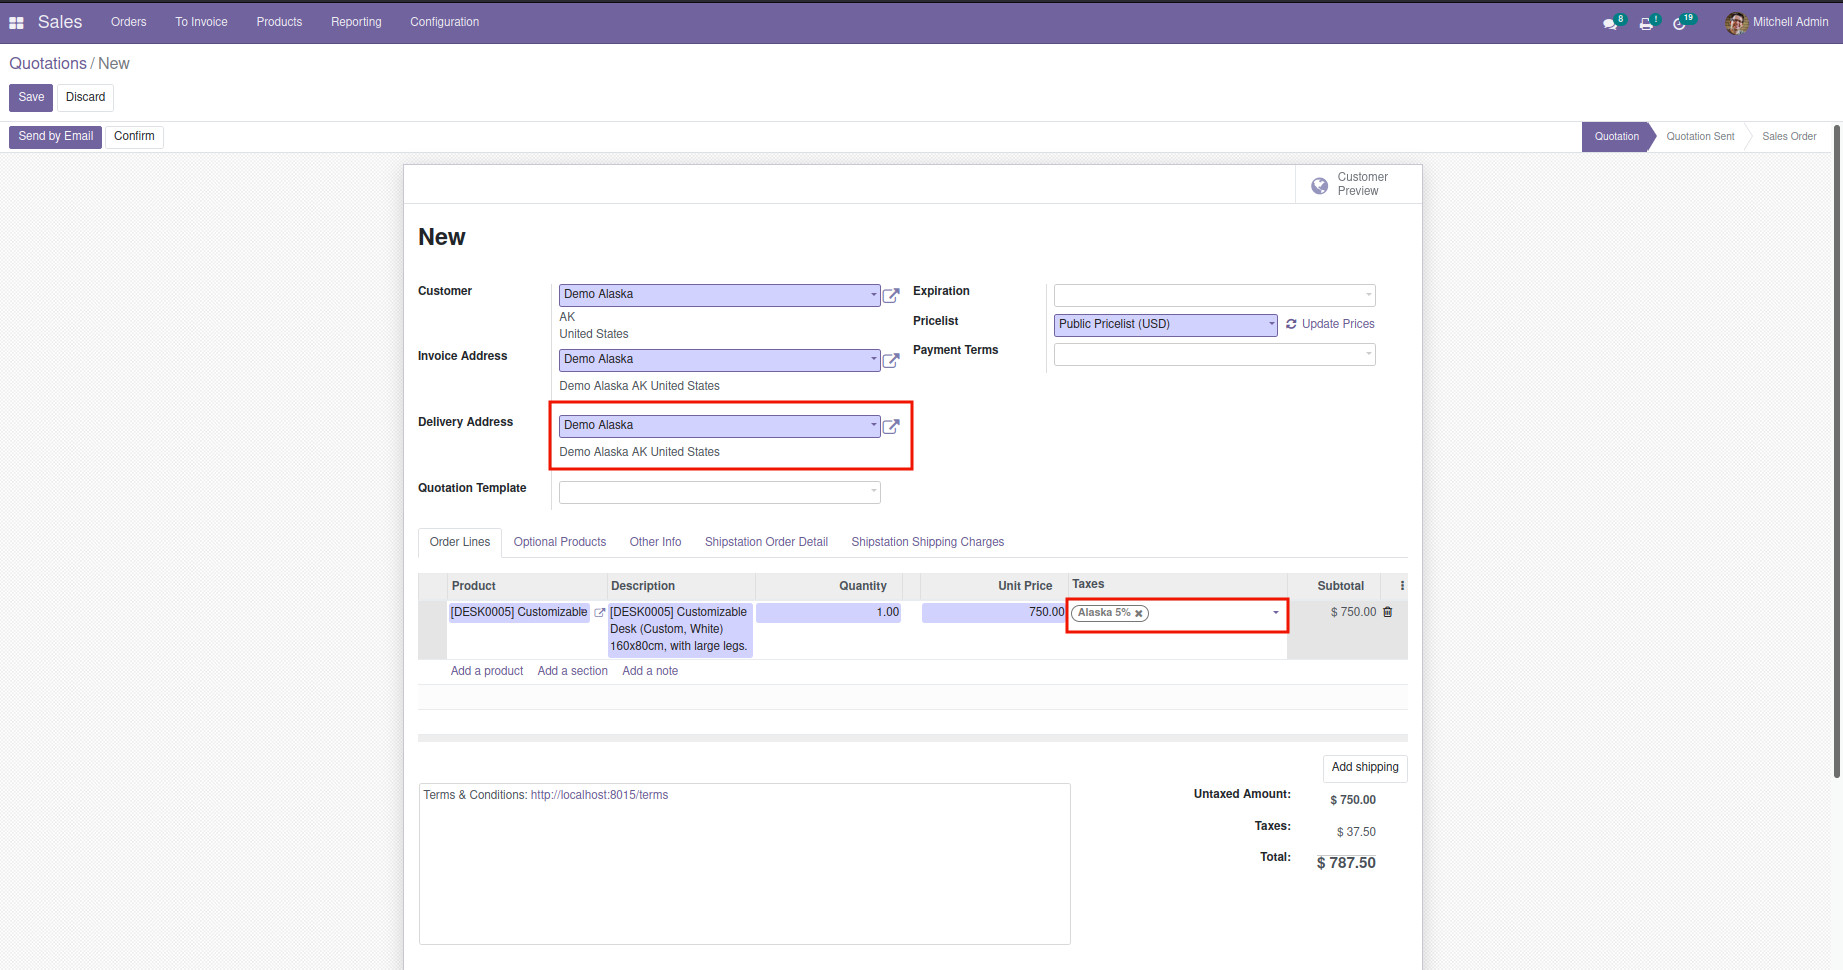 Sales Orders To Invoice Products Reporting Configuration 8 ! 19 Mitchell Admin
Quotations / New
Save Discard
Send by Email Confirm Quotation Quotation Sent Sales Order
Customer
Preview
New
Customer Demo Alaska
AK
United States
Invoice Address Demo Alaska
Demo Alaska AK United States
Delivery Address Demo Alaska
Demo Alaska AK United States
Quotation Template
Expiration
Pricelist Public Pricelist (USD) Update Prices
Payment Terms
Order Lines Optional Products Other Info Shipstation Order Detail Shipstation Shipping Charges
Product Description Quantity Unit Price Taxes Subtotal
[DESK0005] Customizable [DESK0005] Customizable 1.00 750.00 Alaska 5% $ 750.00
Desk (Custom, White)
160x80cm, with large legs.
Add a product Add a section Add a note
Add shipping
Terms & Conditions: http://localhost:8015/terms
Untaxed Amount: $ 750.00
Taxes: $ 37.50
Total: $ 787.50